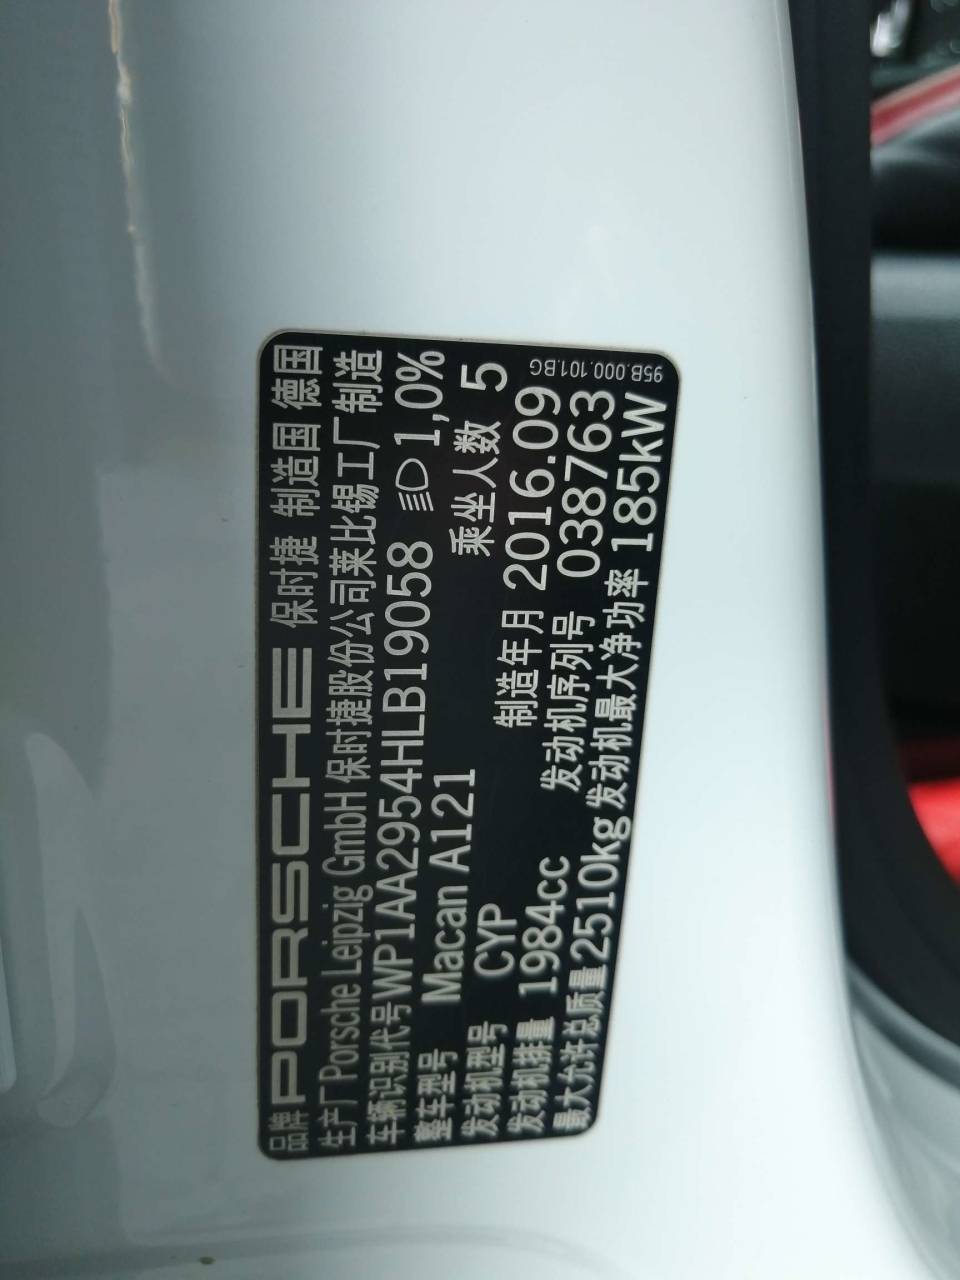 品牌 PORSCHE 保时捷 制造国 德国
生产厂 Porsche Leipzig GmbH 保时捷股份公司莱比锡工厂制造
车辆识别代号 WP1AA2954HLB19058 1,0%
整车型号 Macan A121 乘坐人数 5
发动机型号 CYP 制造年月 2016.09
发动机排量 1984cc 发动机序列号 038763
最大允许总质量 2510kg 发动机最大净功率 185kW
95B.000.101.BG